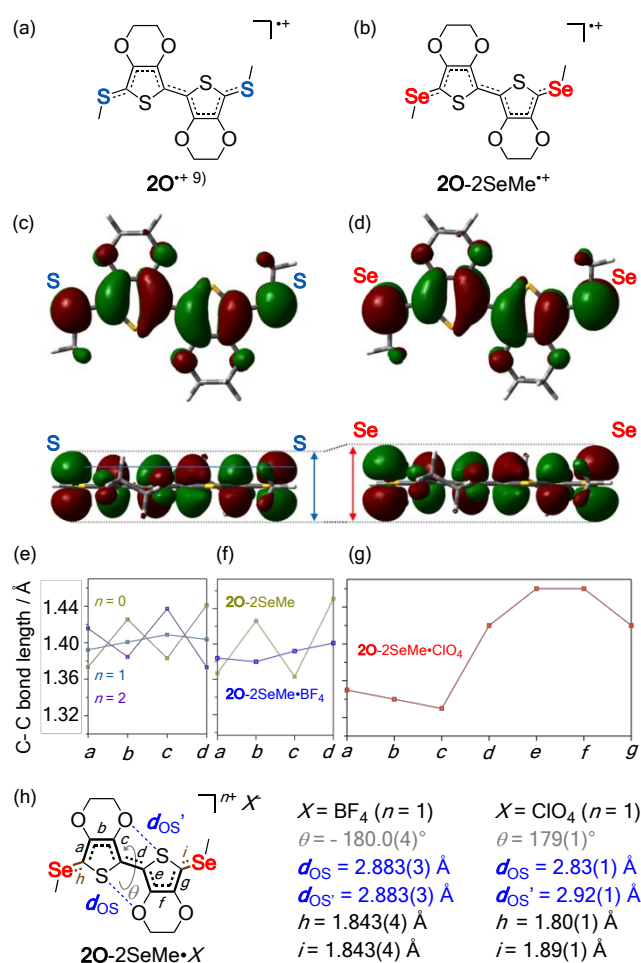 (a)
(b)
O
O
S
S
S
S
O
O
•+
2O•+ 9)
O
O
S
Se
S
Se
O
O
•+
2O-2SeMe•+
(c)
(d)
S
S
Se
Se
S
S
Se
Se
(e)
(f)
(g)
C–C bond length / Å
1.44
1.40
1.36
1.32
n = 0
n = 1
n = 2
a b c d
2O-2SeMe
2O-2SeMe•BF4
a b c d
2O-2SeMe•ClO4
a b c d e f g
(h)
n+ X-
O
O
dOS'
b
a
c
d
i
Se
h
S
S
Se
e
g
θ
f
dOS
O
O
2O-2SeMe•X
X = BF4 (n = 1)
θ = - 180.0(4)°
dOS = 2.883(3) Å
dOS' = 2.883(3) Å
h = 1.843(4) Å
i = 1.843(4) Å
X = ClO4 (n = 1)
θ = 179(1)°
dOS = 2.83(1) Å
dOS' = 2.92(1) Å
h = 1.80(1) Å
i = 1.89(1) Å